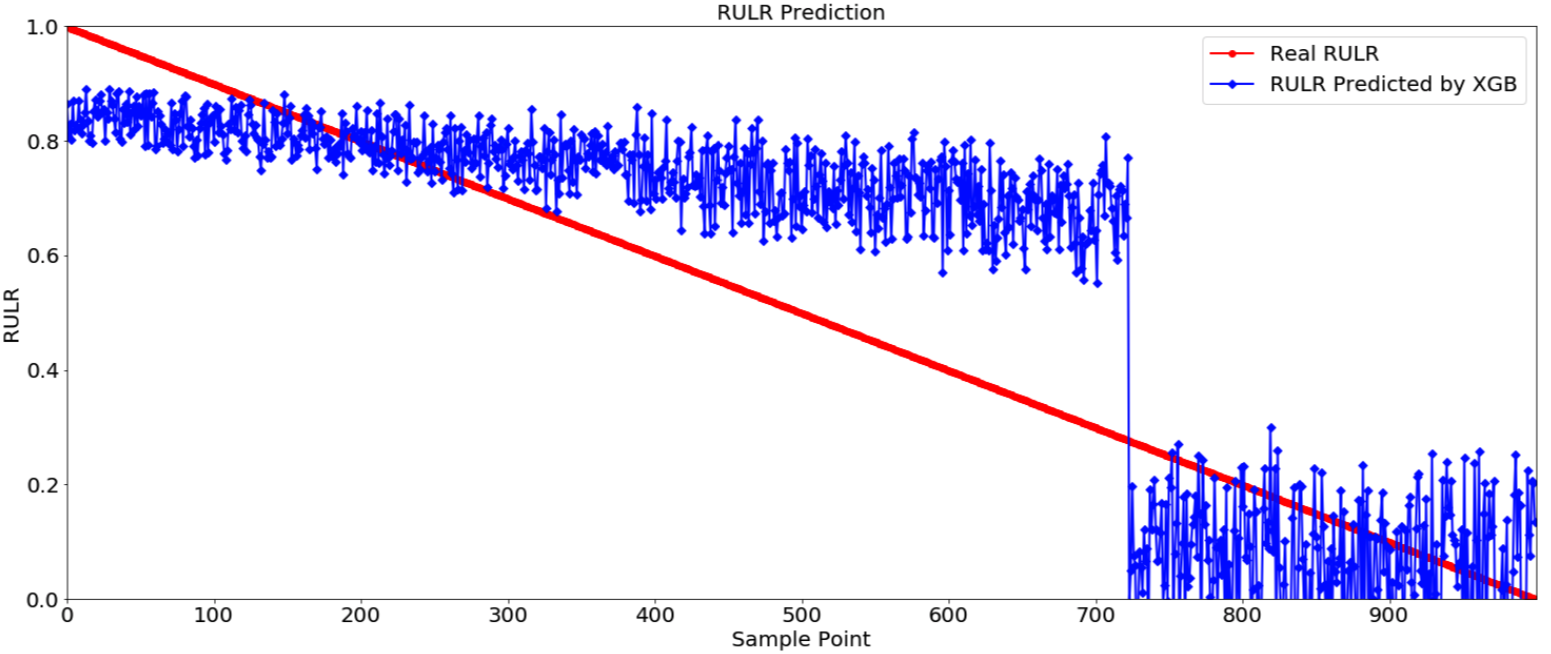 RULR Prediction
1.0
0.8
0.6
0.4
0.2
0.0
RULR
Real RULR
RULR Predicted by XGB
0 100 200 300 400 500 600 700 800 900
Sample Point